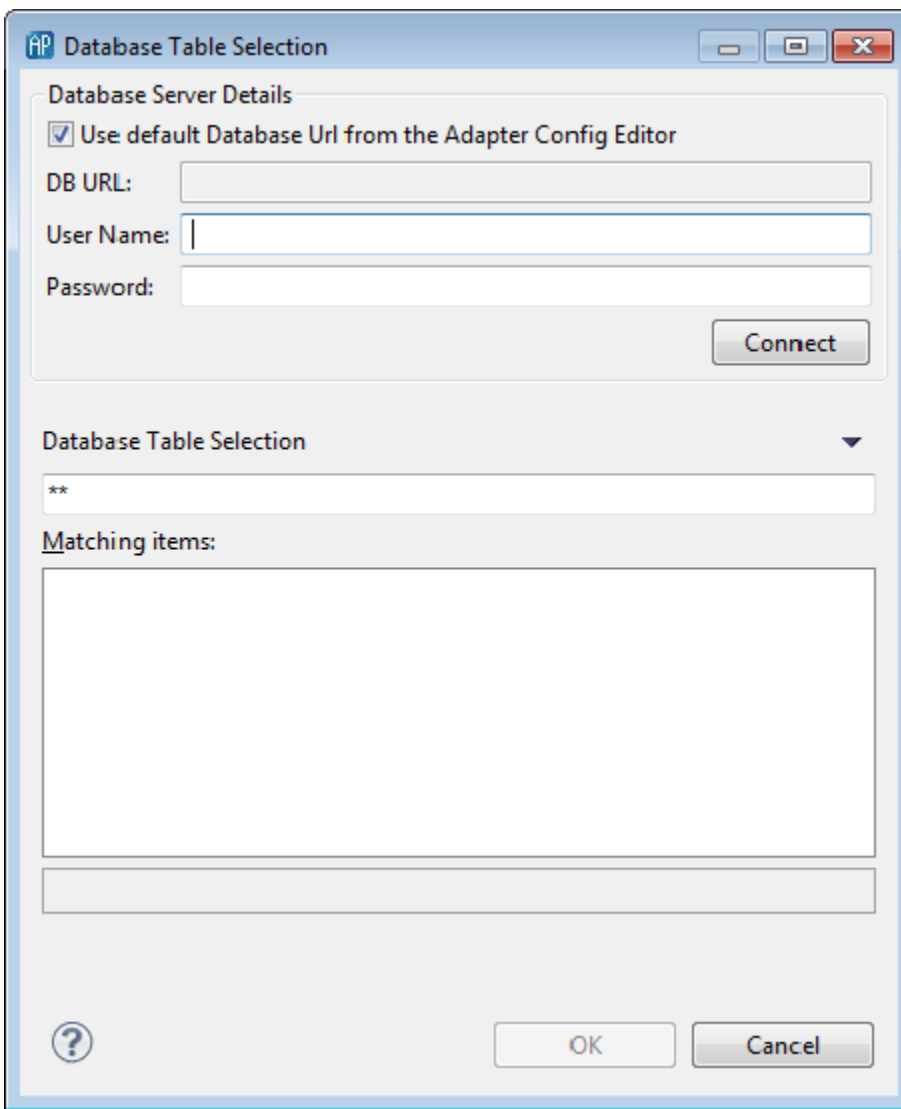 AP Database Table Selection
Database Server Details
Use default Database Url from the Adapter Config Editor
DB URL:
User Name:
Password:
Connect
Database Table Selection
**
Matching items:
?
OK
Cancel